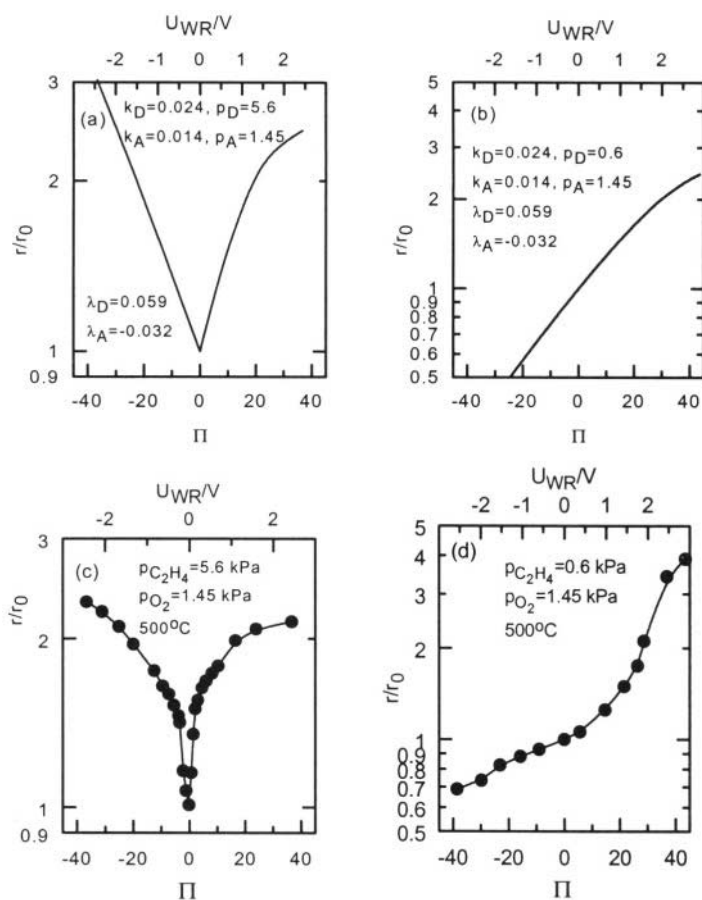 U_WR/V
-2 -1 0 1 2
3
2
1
0.9
r/r_0
(a)
k_D=0.024, p_D=5.6
k_A=0.014, p_A=1.45
λ_D=0.059
λ_A=-0.032
-40 -20 0 20 40
Π
U_WR/V
-2 -1 0 1 2
5
4
3
2
1
0.9
0.8
0.7
0.6
0.5
r/r_0
(b)
k_D=0.024, p_D=0.6
k_A=0.014, p_A=1.45
λ_D=0.059
λ_A=-0.032
-40 -20 0 20 40
Π
U_WR/V
-2 0 2
3
2
1
0.9
r/r_0
(c)
p_C2H4=5.6 kPa
p_O2=1.45 kPa
500°C
-40 -20 0 20 40
Π
U_WR/V
-2 -1 0 1 2
5
4
3
2
1
0.9
0.8
0.7
0.6
0.5
r/r_0
(d)
p_C2H4=0.6 kPa
p_O2=1.45 kPa
500°C
-40 -20 0 20 40
Π